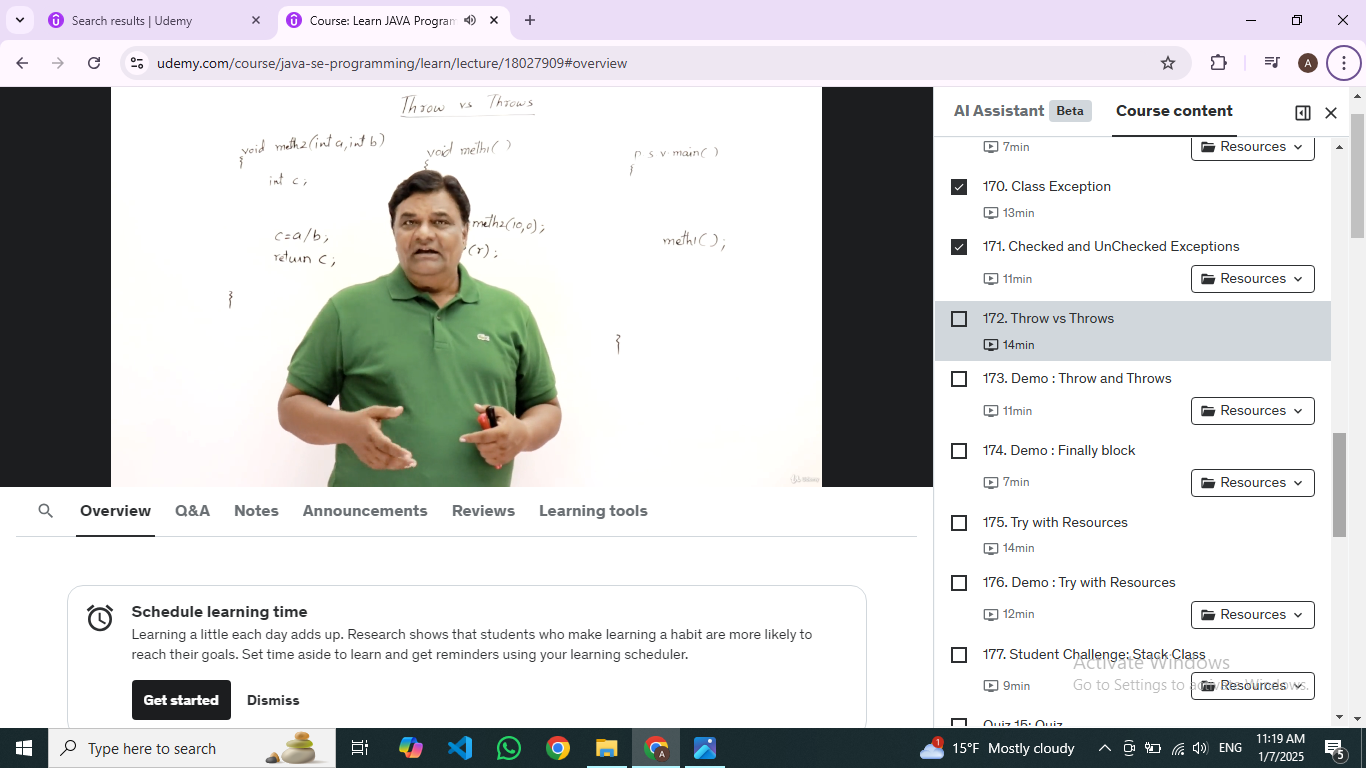 Search results | Udemy
Course: Learn JAVA Program
udemy.com/course/java-se-programming/learn/lecture/18027909#overview
A
Throw vs Throws
void meth2(int a, int b)
{
int c;
c=a/b;
return c;
}
void meth1( )
{
meth2(10,0);
(r);
p s v main( )
{
meth1( );
}
AI Assistant
Beta
Course content
7min
Resources
170. Class Exception
13min
171. Checked and UnChecked Exceptions
11min
Resources
172. Throw vs Throws
14min
173. Demo : Throw and Throws
11min
Resources
174. Demo : Finally block
7min
Resources
175. Try with Resources
14min
176. Demo : Try with Resources
12min
Resources
177. Student Challenge: Stack Class
9min
Resources
Quiz 15: Quiz
Activate Windows
Go to Settings to activate Windows.
Overview
Q&A
Notes
Announcements
Reviews
Learning tools
Schedule learning time
Learning a little each day adds up. Research shows that students who make learning a habit are more likely to
reach their goals. Set time aside to learn and get reminders using your learning scheduler.
Get started
Dismiss
Type here to search
1
15°F Mostly cloudy
ENG
11:19 AM
1/7/2025
5